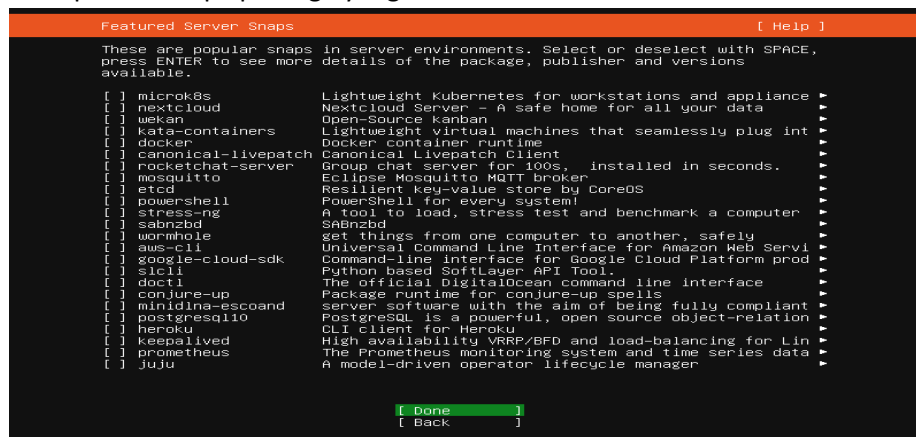 Featured Server Snaps [ Help ]
These are popular snaps in server environments. Select or deselect with SPACE,
press ENTER to see more details of the package, publisher and versions
available.
[ ] microk8s Lightweight Kubernetes for workstations and appliance ►
[ ] nextcloud Nextcloud Server – A safe home for all your data ►
[ ] wekan Open-Source kanban ►
[ ] kata-containers Lightweight virtual machines that seamlessly plug int ►
[ ] docker Docker container runtime ►
[ ] canonical-livepatch Canonical Livepatch Client ►
[ ] rocketchat-server Group chat server for 100s, installed in seconds. ►
[ ] mosquitto Eclipse Mosquitto MQTT broker ►
[ ] etcd Resilient key-value store by CoreOS ►
[ ] powershell PowerShell for every system! ►
[ ] stress-ng A tool to load, stress test and benchmark a computer ►
[ ] sabnzbd SABnzbd ►
[ ] wormhole get things from one computer to another, safely ►
[ ] aws-cli Universal Command Line Interface for Amazon Web Servi ►
[ ] google-cloud-sdk Command-line interface for Google Cloud Platform prod ►
[ ] slcli Python based SoftLayer API Tool. ►
[ ] doctl The official DigitalOcean command line interface ►
[ ] conjure-up Package runtime for conjure-up spells ►
[ ] minidlna-escoand server software with the aim of being fully compliant ►
[ ] postgresql10 PostgreSQL is a powerful, open source object-relation ►
[ ] heroku CLI client for Heroku ►
[ ] keepalived High availability VRRP/BFD and load-balancing for Lin ►
[ ] prometheus The Prometheus monitoring system and time series data ►
[ ] juju A model-driven operator lifecycle manager ►
[ Done ]
[ Back ]